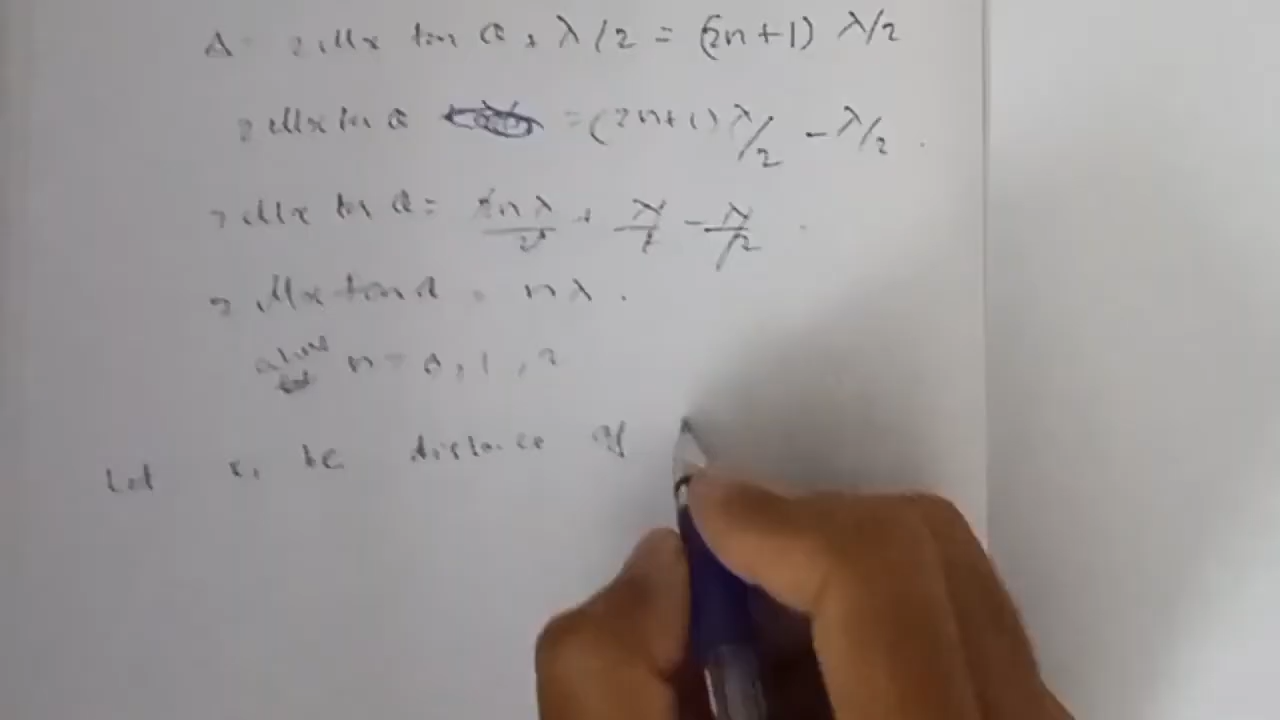 Δ = 2μx tan α + λ/2 = (2n+1) λ/2
2μx tan α = (2n+1) λ/2 - λ/2 .
2μx tan α = 2nλ/2 + λ/2 - λ/2 .
2μx tan α = nλ .
n = 0, 1, 2
Let x₁ be distance of